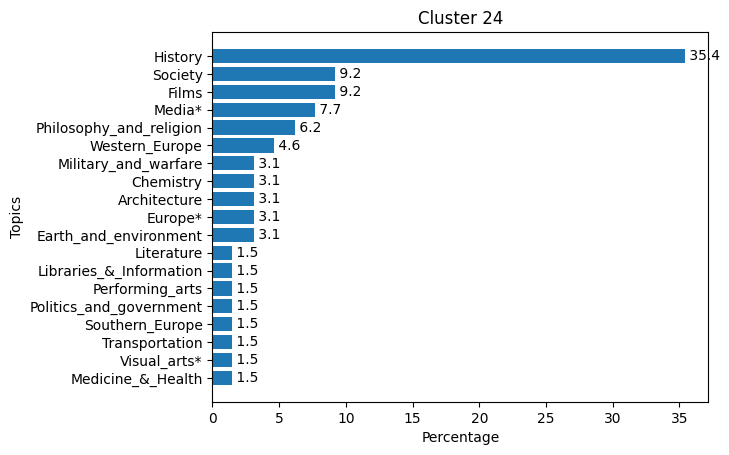 Cluster 24
History 35.4
Society 9.2
Films 9.2
Media* 7.7
Philosophy_and_religion 6.2
Western_Europe 4.6
Military_and_warfare 3.1
Chemistry 3.1
Architecture 3.1
Europe* 3.1
Earth_and_environment 3.1
Literature 1.5
Libraries_&_Information 1.5
Performing_arts 1.5
Politics_and_government 1.5
Southern_Europe 1.5
Transportation 1.5
Visual_arts* 1.5
Medicine_&_Health 1.5
Topics
0 5 10 15 20 25 30 35
Percentage